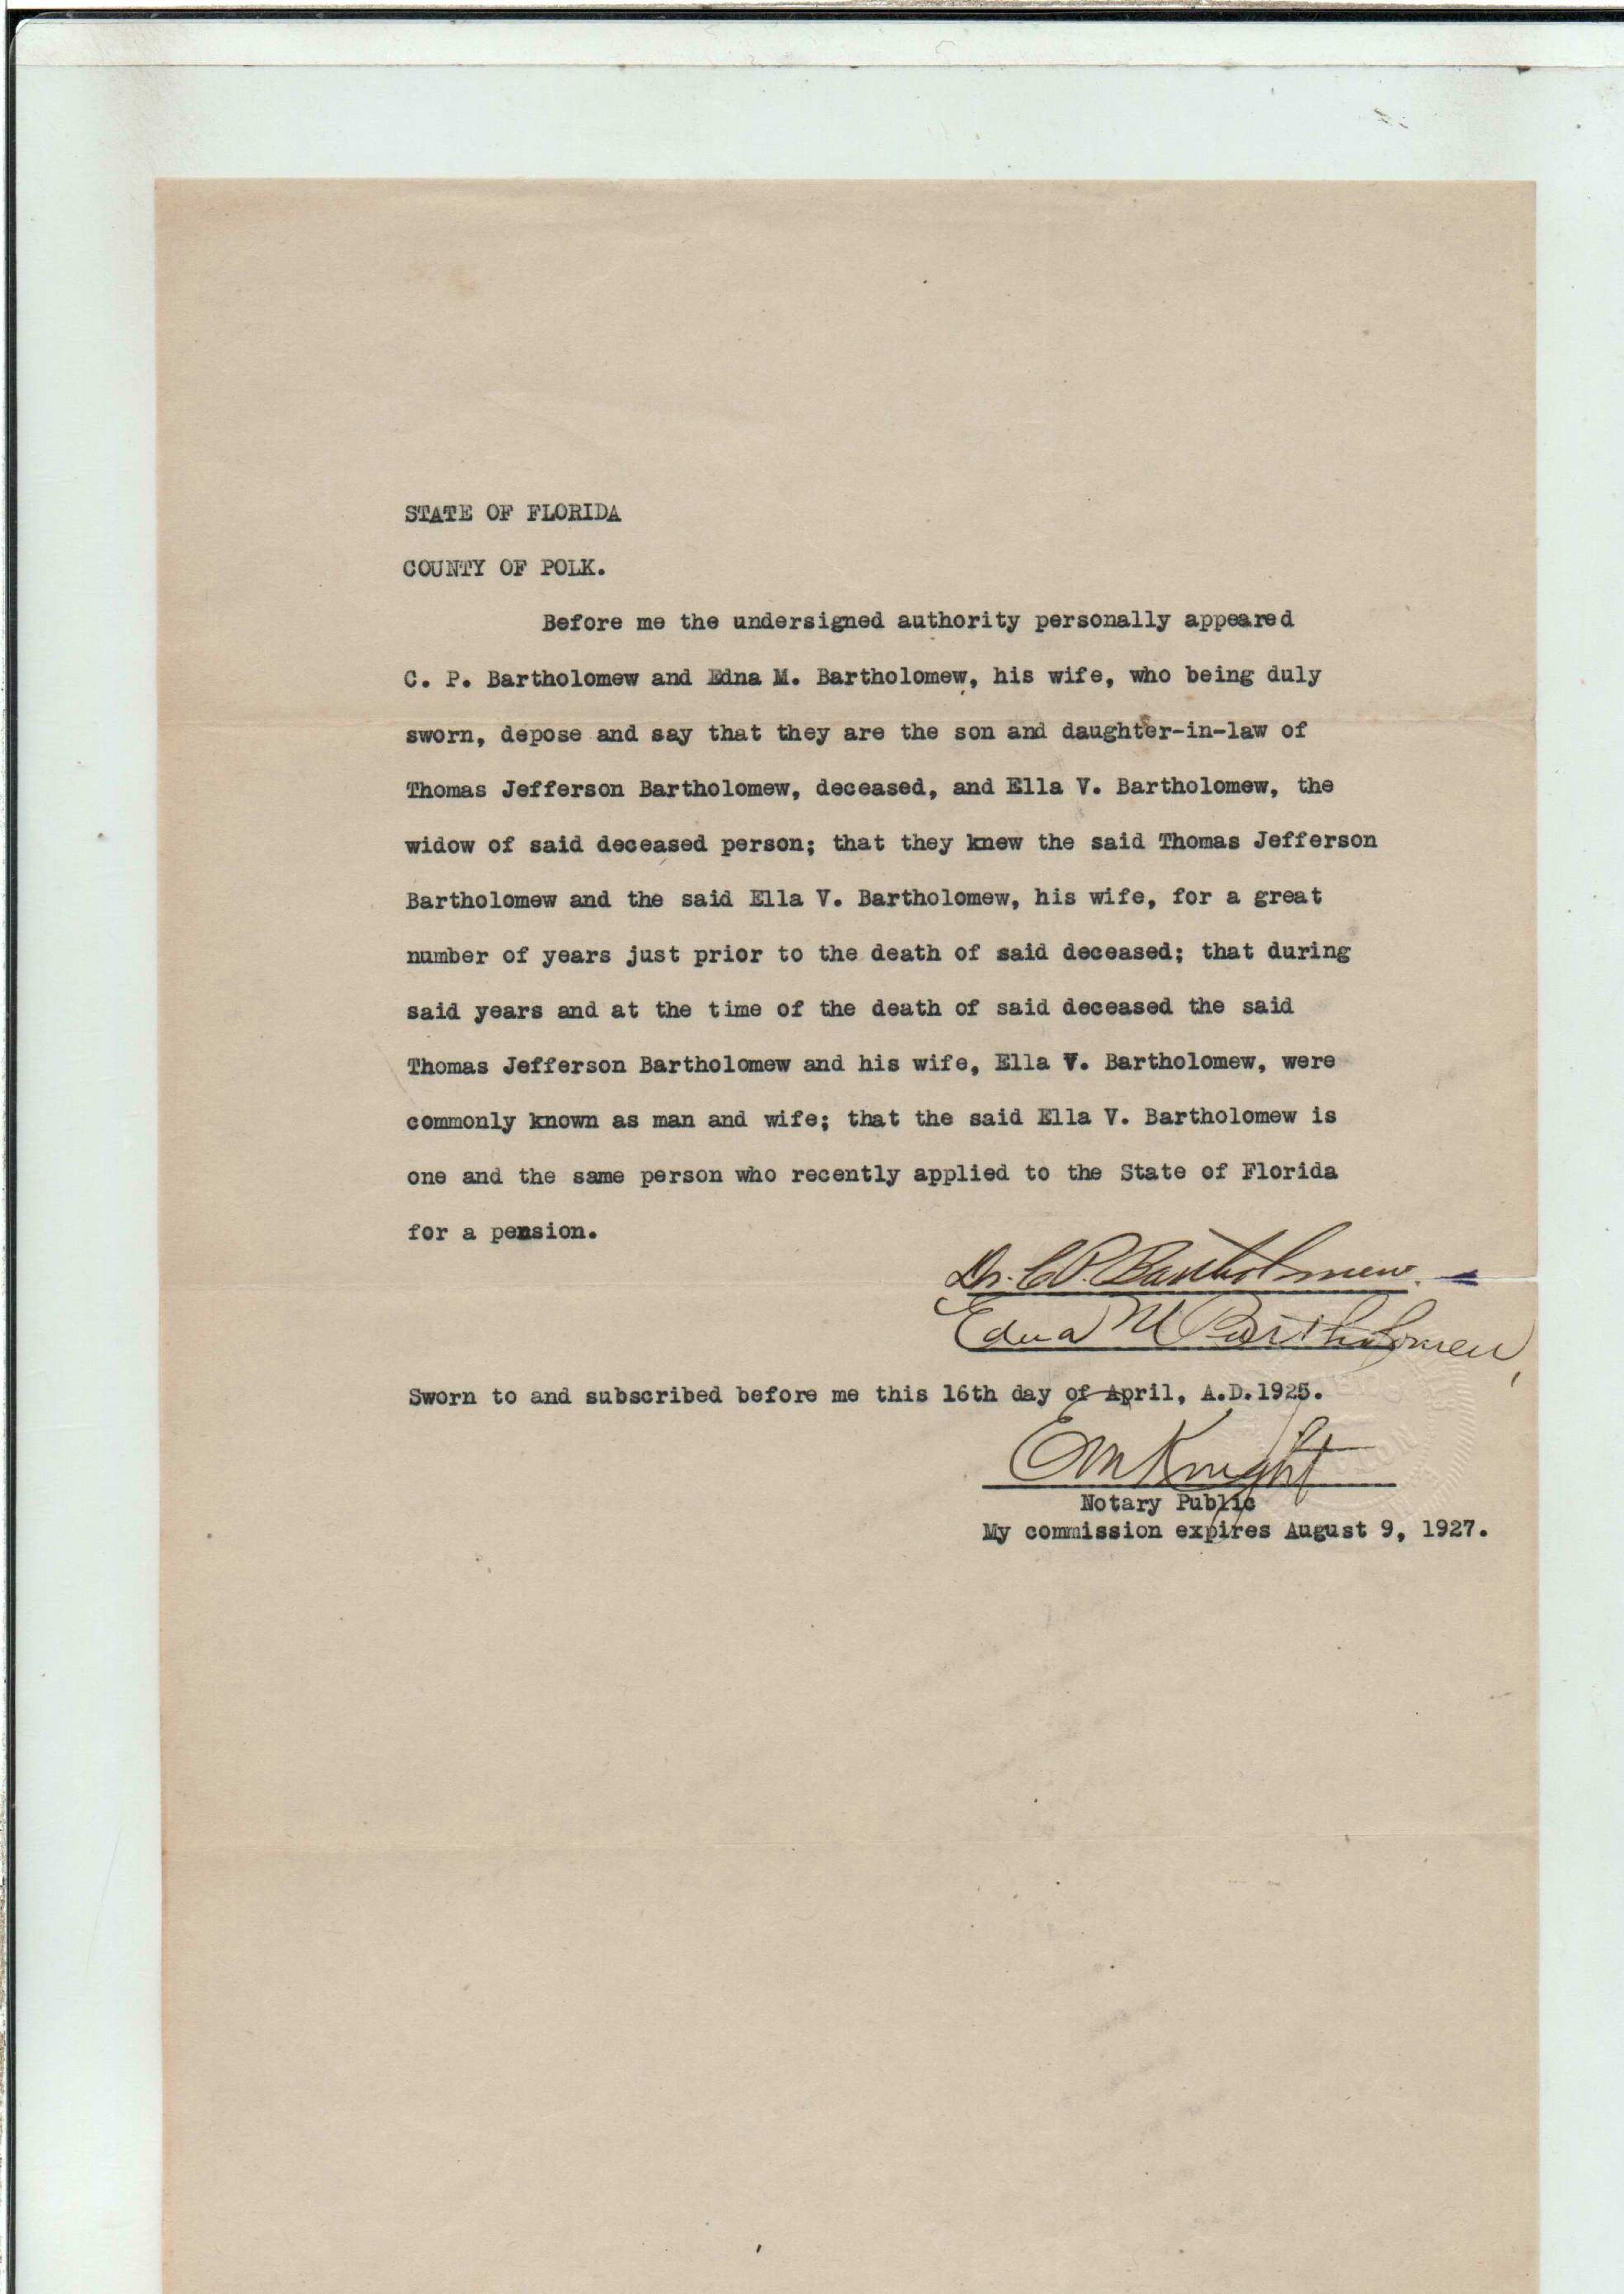 STATE OF FLORIDA
COUNTY OF POLK.
Before me the undersigned authority personally appeared
C. P. Bartholomew and Edna M. Bartholomew, his wife, who being duly
sworn, depose and say that they are the son and daughter-in-law of
Thomas Jefferson Bartholomew, deceased, and Ella V. Bartholomew, the
widow of said deceased person; that they knew the said Thomas Jefferson
Bartholomew and the said Ella V. Bartholomew, his wife, for a great
number of years just prior to the death of said deceased; that during
said years and at the time of the death of said deceased the said
Thomas Jefferson Bartholomew and his wife, Ella V. Bartholomew, were
commonly known as man and wife; that the said Ella V. Bartholomew is
one and the same person who recently applied to the State of Florida
for a pension.
Dr. C P. Bartholomew.
Edna M Bartholomew
Sworn to and subscribed before me this 16th day of April, A.D.1925.
E M Knight
Notary Public
My commission expires August 9, 1927.